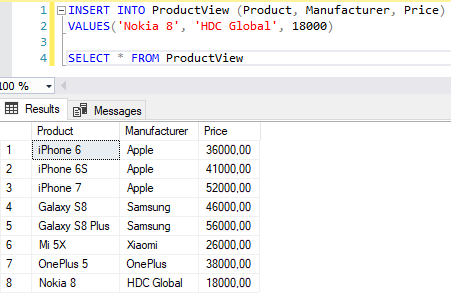 1 INSERT INTO ProductView (Product, Manufacturer, Price)
2 VALUES('Nokia 8', 'HDC Global', 18000)
3
4 SELECT * FROM ProductView
100 %
Results Messages
Product Manufacturer Price
1 iPhone 6 Apple 36000,00
2 iPhone 6S Apple 41000,00
3 iPhone 7 Apple 52000,00
4 Galaxy S8 Samsung 46000,00
5 Galaxy S8 Plus Samsung 56000,00
6 Mi 5X Xiaomi 26000,00
7 OnePlus 5 OnePlus 38000,00
8 Nokia 8 HDC Global 18000,00